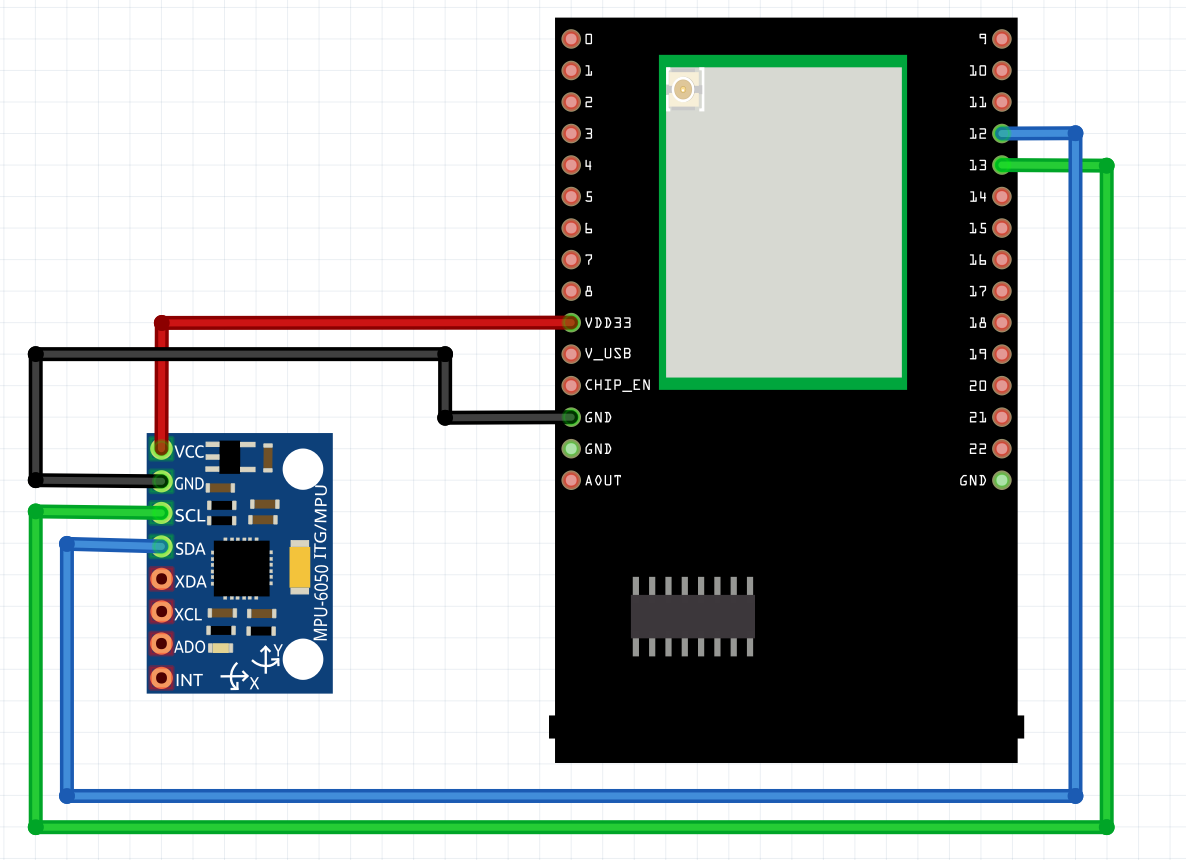 0
1
2
3
4
5
6
7
8
VDD33
V_USB
CHIP_EN
GND
GND
AOUT
9
10
11
12
13
14
15
16
17
18
19
20
21
22
GND
VCC
GND
SCL
SDA
XDA
XCL
ADO
INT
MPU-6050 ITG/MPU
Y
X